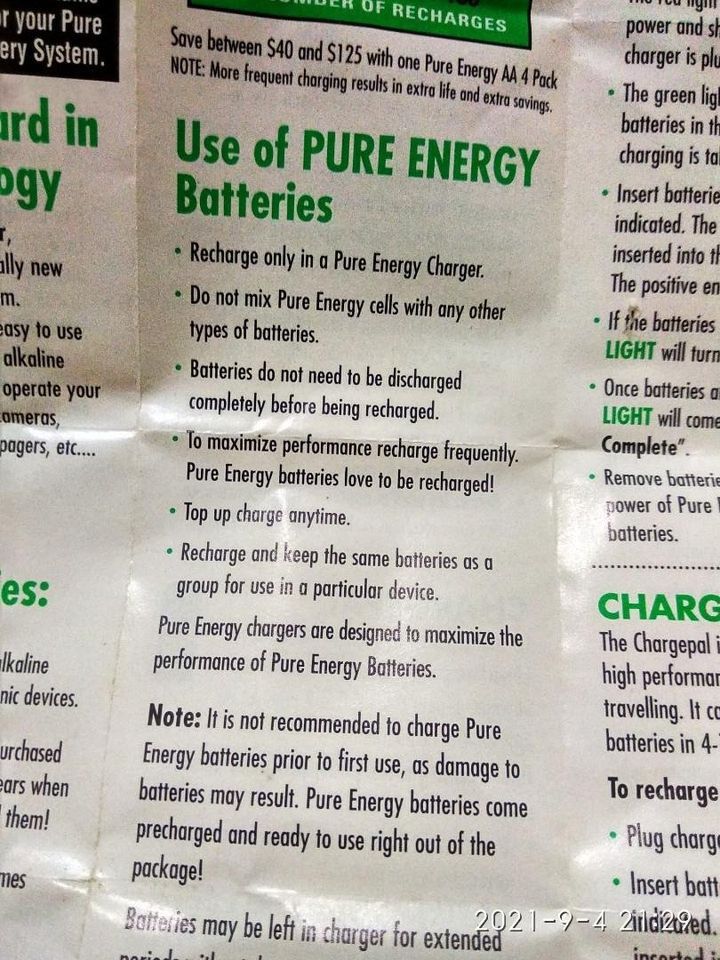 r your Pure
ery System.
ard in
ogy
r,
ally new
m.
easy to use
alkaline
operate your
ameras,
pagers, etc....
es:
lkaline
nic devices.
urchased
ears when
them!
mes
MBER OF RECHARGES
Save between $40 and $125 with one Pure Energy AA 4 Pack
NOTE: More frequent charging results in extra life and extra savings.
Use of PURE ENERGY
Batteries
• Recharge only in a Pure Energy Charger.
• Do not mix Pure Energy cells with any other
types of batteries.
• Batteries do not need to be discharged
completely before being recharged.
• To maximize performance recharge frequently.
Pure Energy batteries love to be recharged!
• Top up charge anytime.
• Recharge and keep the same batteries as a
group for use in a particular device.
Pure Energy chargers are designed to maximize the
performance of Pure Energy Batteries.
Note: It is not recommended to charge Pure
Energy batteries prior to first use, as damage to
batteries may result. Pure Energy batteries come
precharged and ready to use right out of the
package!
Batteries may be left in charger for extended
power and sh
charger is plu
• The green ligh
batteries in th
charging is ta
• Insert batterie
indicated. The
inserted into th
The positive en
• If the batteries
LIGHT will turn
• Once batteries a
LIGHT will come
Complete".
• Remove batterie
power of Pure
batteries.
CHARG
The Chargepal i
high performan
travelling. It ca
batteries in 4-
To recharge
• Plug charg
• Insert batt
indicated.
inserted i
2021-9-4 21:29